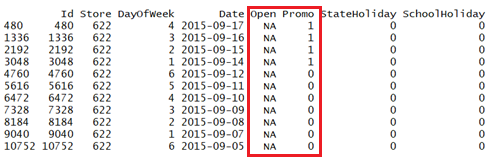 Id Store DayOfWeek Date Open Promo StateHoliday SchoolHoliday
480 480 622 4 2015-09-17 NA 1 0 0
1336 1336 622 3 2015-09-16 NA 1 0 0
2192 2192 622 2 2015-09-15 NA 1 0 0
3048 3048 622 1 2015-09-14 NA 1 0 0
4760 4760 622 6 2015-09-12 NA 0 0 0
5616 5616 622 5 2015-09-11 NA 0 0 0
6472 6472 622 4 2015-09-10 NA 0 0 0
7328 7328 622 3 2015-09-09 NA 0 0 0
8184 8184 622 2 2015-09-08 NA 0 0 0
9040 9040 622 1 2015-09-07 NA 0 0 0
10752 10752 622 6 2015-09-05 NA 0 0 0